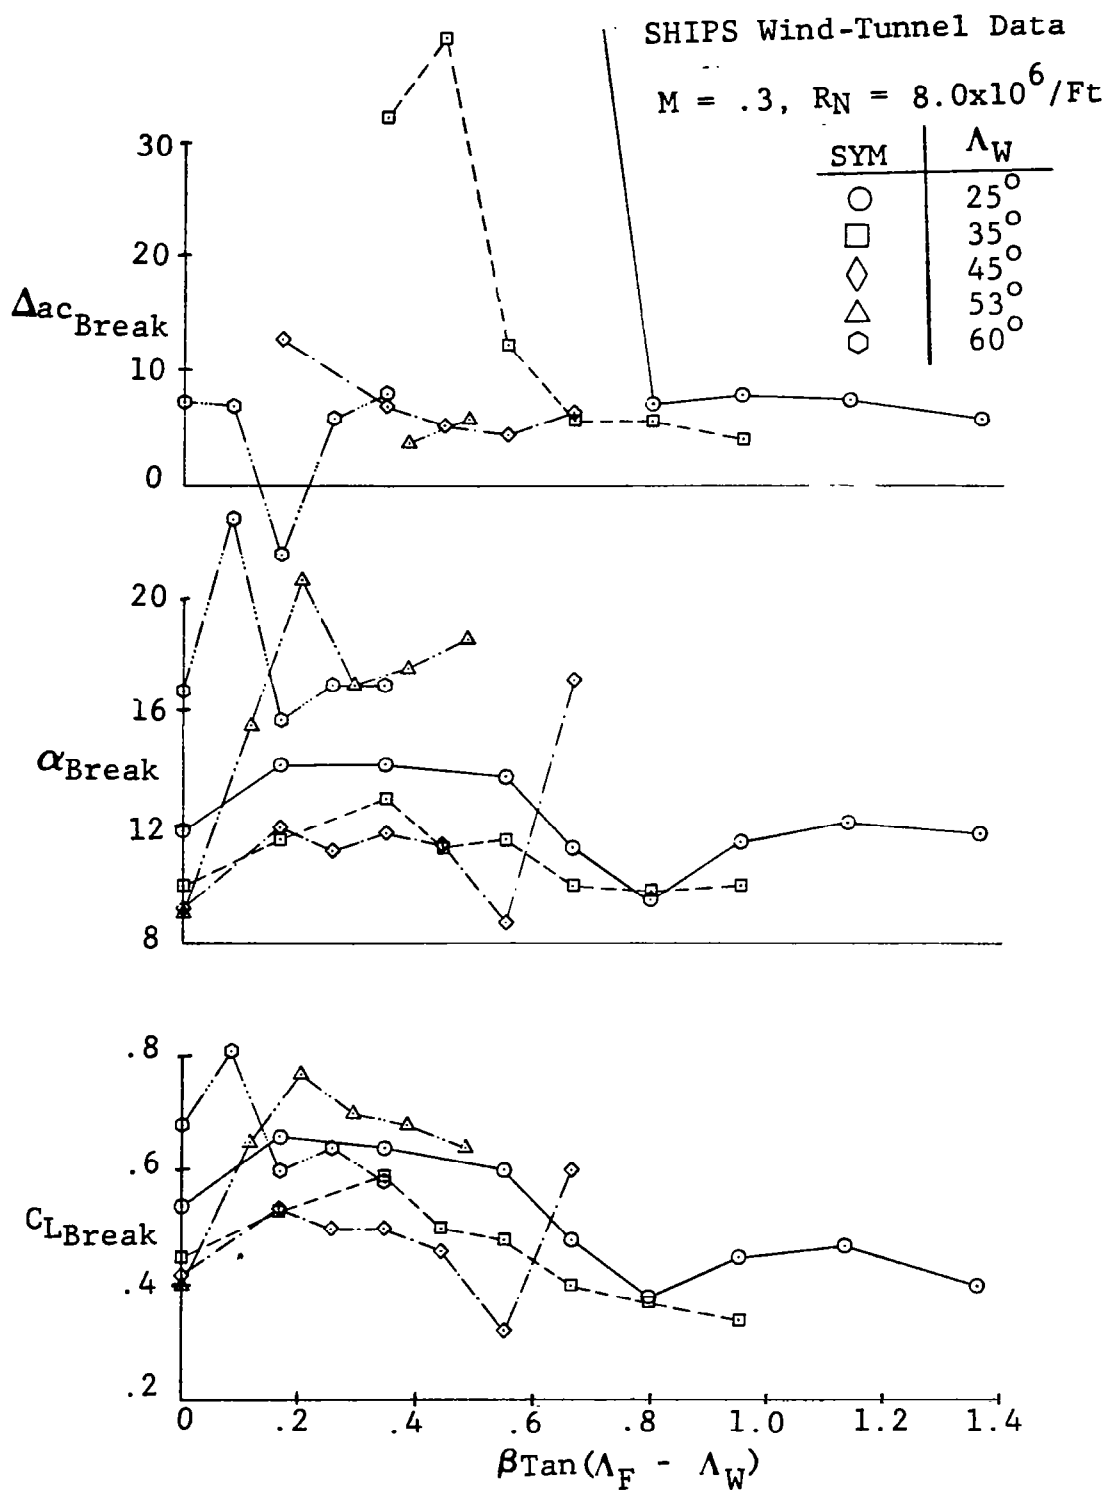 SHIPS Wind-Tunnel Data
M = .3, RN = 8.0x10^6/Ft
SYM ΛW
25°
35°
45°
53°
60°
30
20
ΔacBreak
10
0
20
16
αBreak
12
8
.8
.6
CLBreak
.4
.2
0 .2 .4 .6 .8 1.0 1.2 1.4
βTan(ΛF - ΛW)